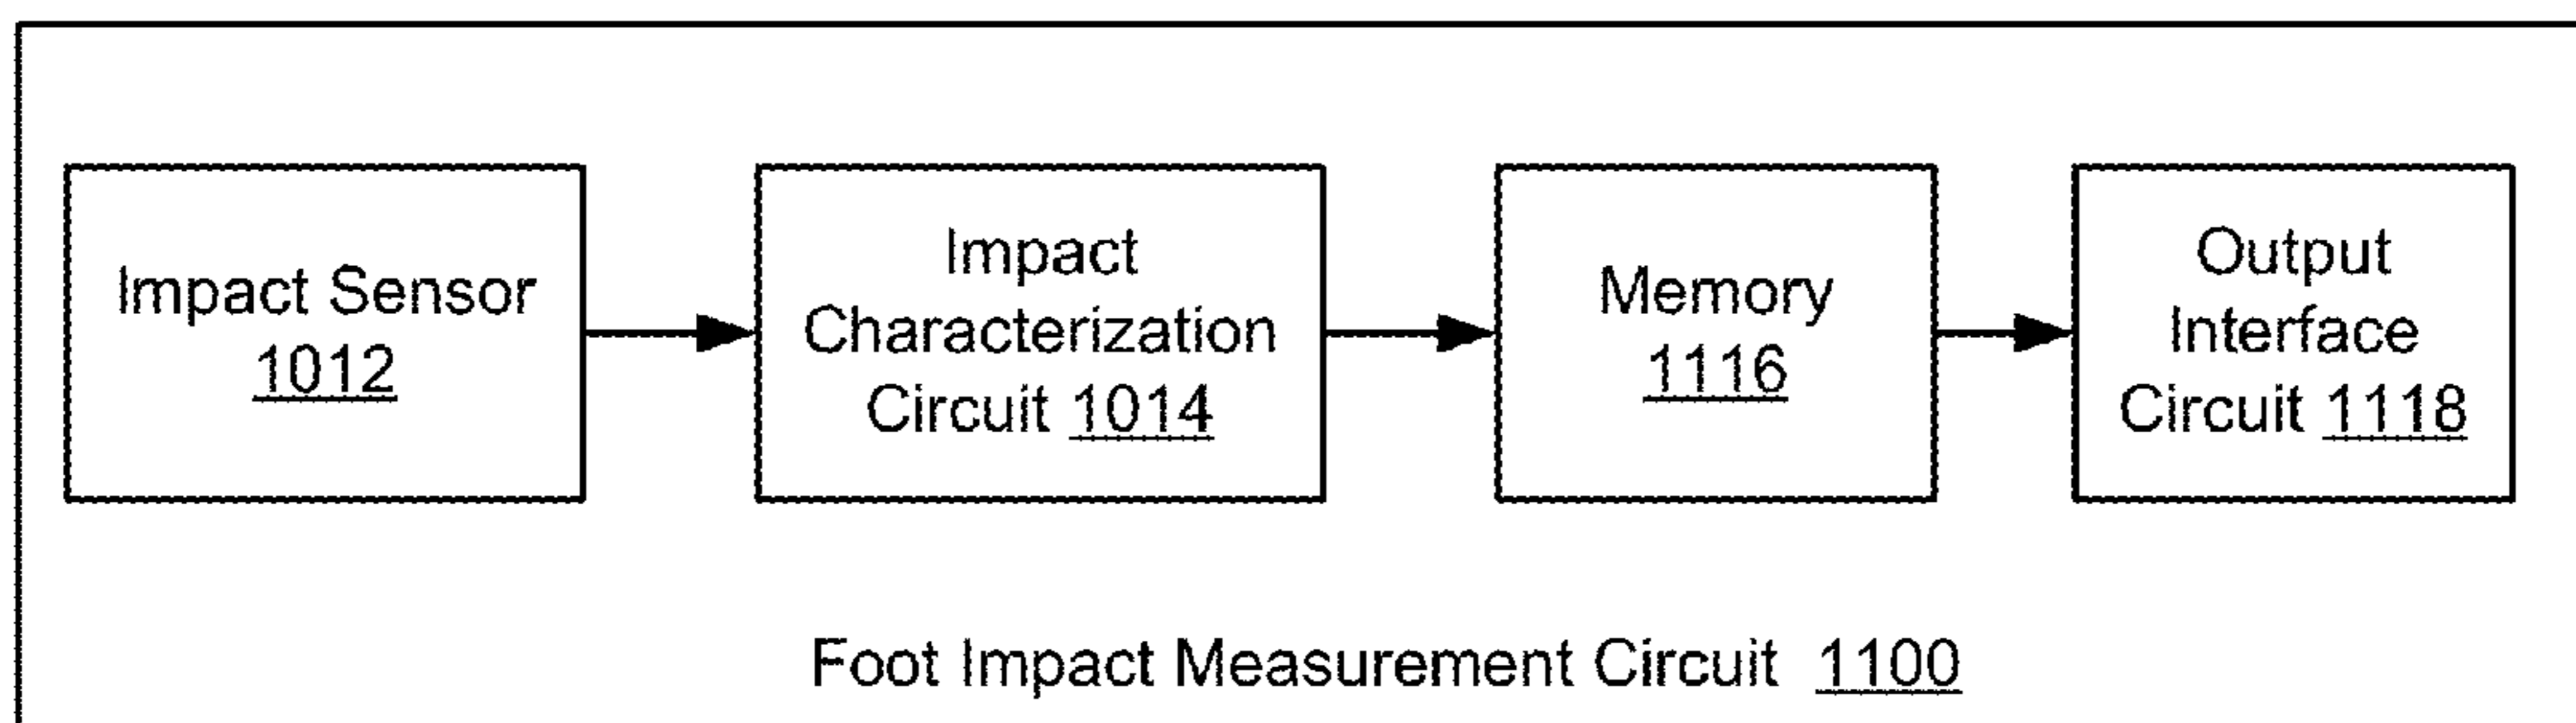 Impact Sensor
1012
Impact
Characterization
Circuit 1014
Memory
1116
Output
Interface
Circuit 1118
Foot Impact Measurement Circuit 1100